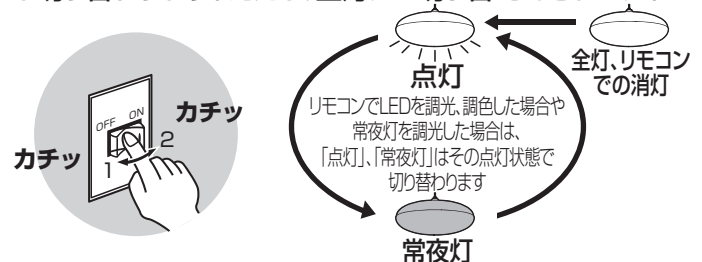 OFF ON
カチッ
2
カチッ
1
点灯
全灯、リモコン
での消灯
リモコンでLEDを調光、調色した場合や
常夜灯を調光した場合は、
「点灯」、「常夜灯」はその点灯状態で
切り替わります
常夜灯